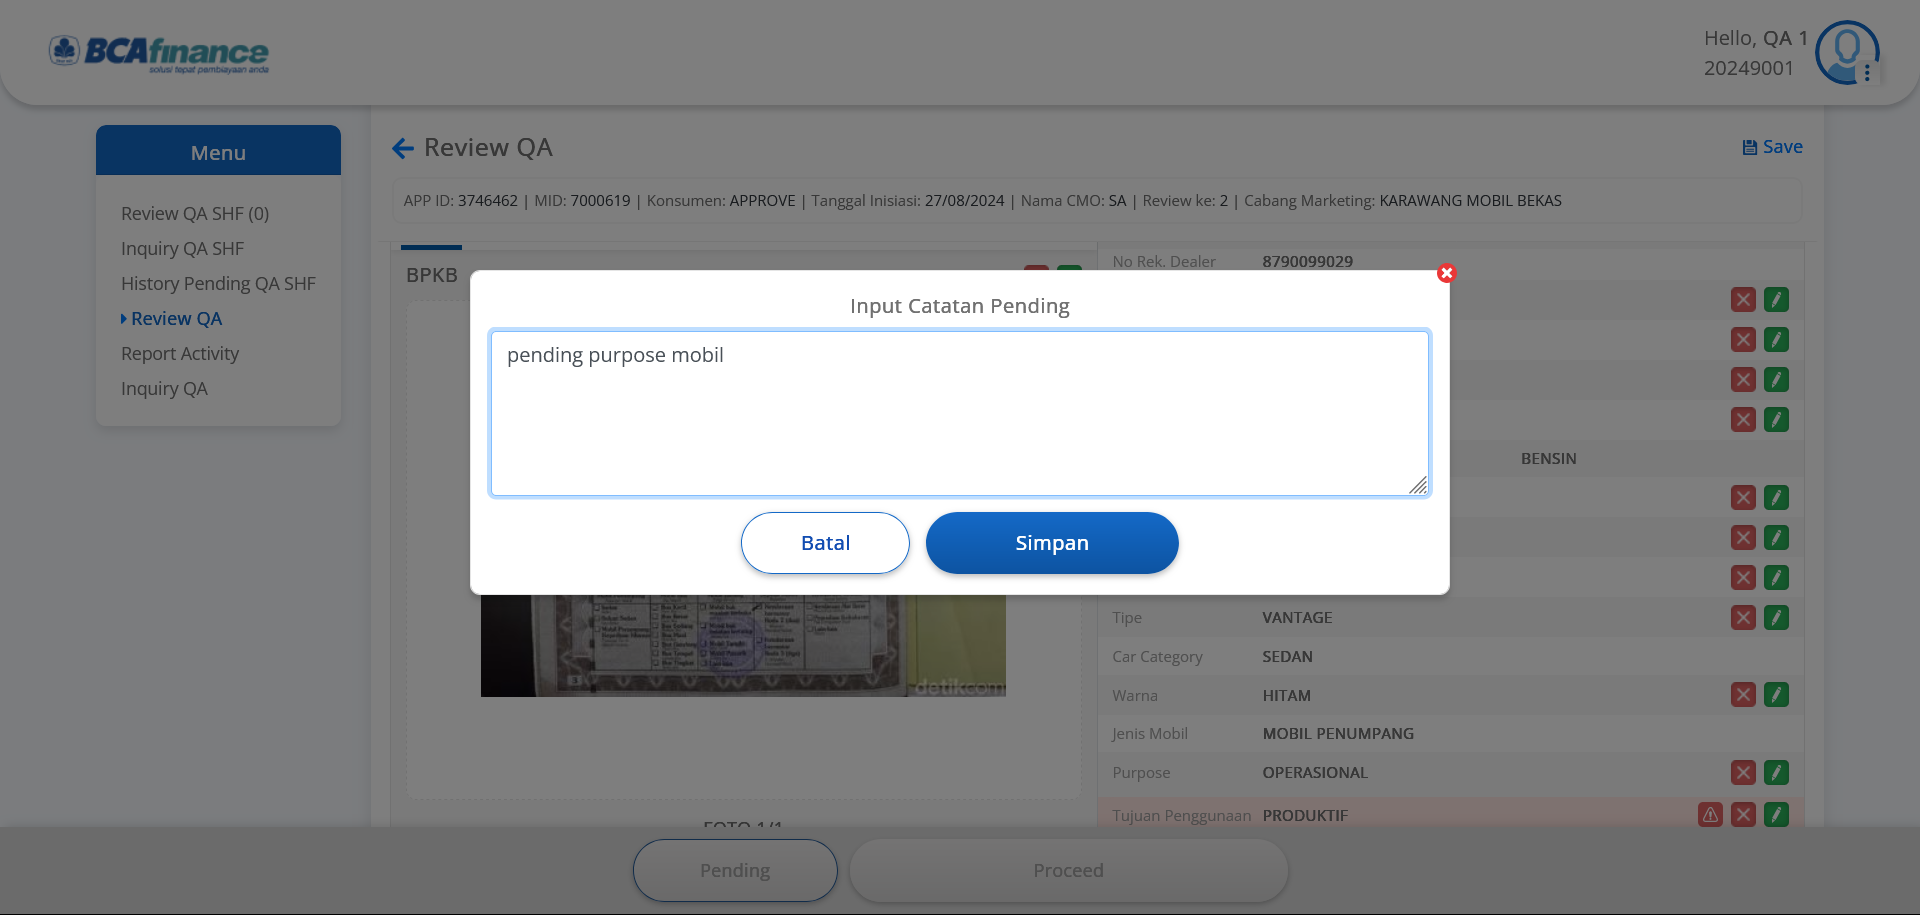 BCAfinance
solusi tepat pembiayaan anda
Hello, QA 1
20249001
Menu
Review QA SHF (0)
Inquiry QA SHF
History Pending QA SHF
Review QA
Report Activity
Inquiry QA
Review QA
Save
APP ID: 3746462 | MID: 7000619 | Konsumen: APPROVE | Tanggal Inisiasi: 27/08/2024 | Nama CMO: SA | Review ke: 2 | Cabang Marketing: KARAWANG MOBIL BEKAS
BPKB
No Rek. Dealer 8790099029
Input Catatan Pending
pending purpose mobil
Batal
Simpan
BENSIN
Tipe VANTAGE
Car Category SEDAN
Warna HITAM
Jenis Mobil MOBIL PENUMPANG
Purpose OPERASIONAL
Tujuan Penggunaan PRODUKTIF
detikcom
FOTO 1/1
Pending
Proceed